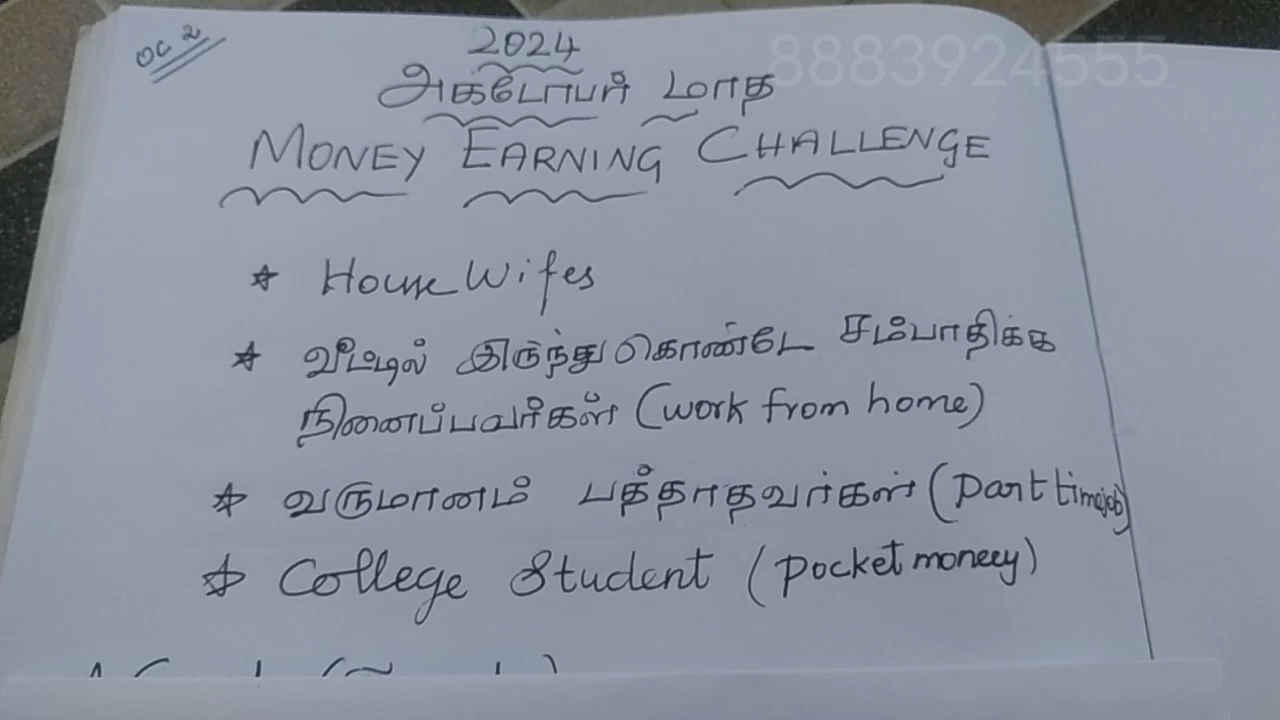 OC 2
2024
8883924555
அக்டோபர் மாத
MONEY EARNING CHALLENGE
☆ House Wifes
☆ வீட்டில் இருந்து கொண்டே சம்பாதிக்க
நினைப்பவர்கள் (work from home)
☆ வருமானம் பத்தாதவர்கள் (Part time job)
☆ College Student (pocket moneey)